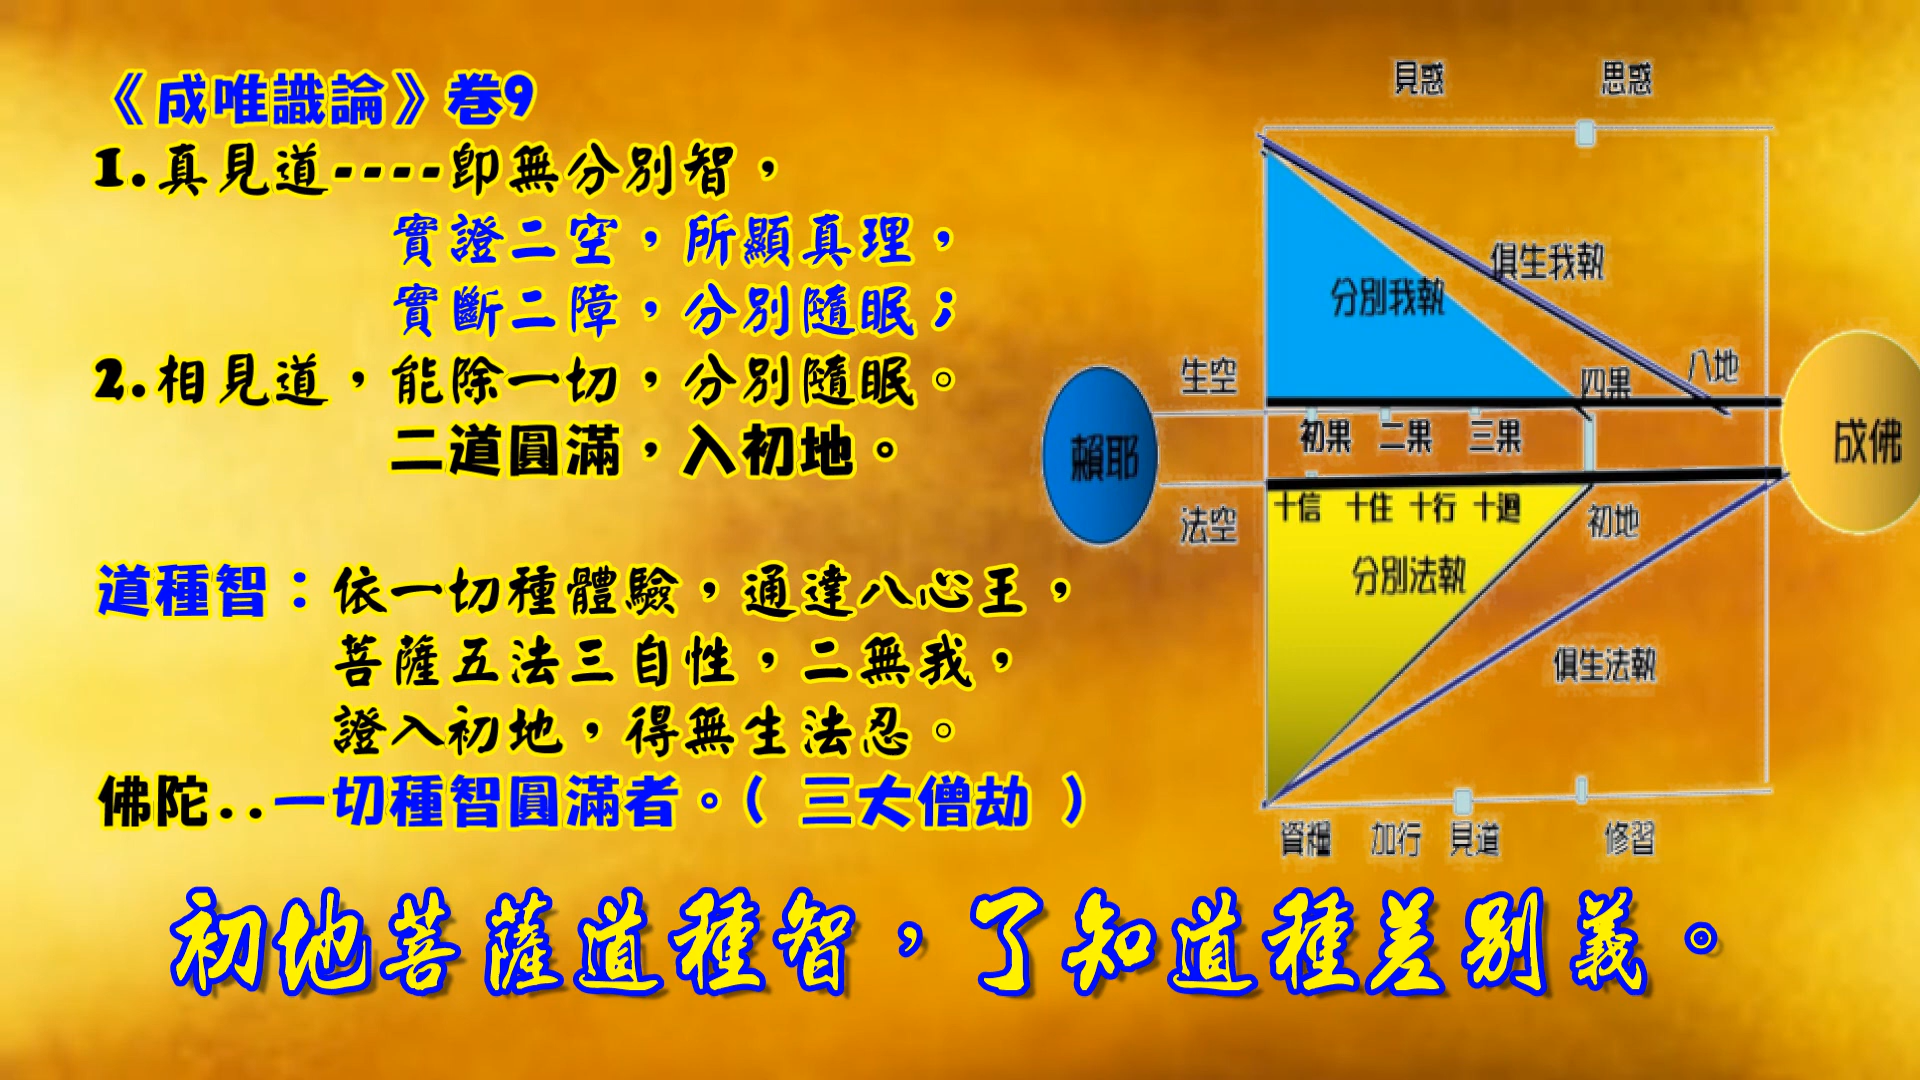 《成唯識論》卷9
1.真見道----即無分別智，
實證二空，所顯真理，
實斷二障，分別隨眠；
2.相見道，能除一切，分別隨眠。
二道圓滿，入初地。
道種智：依一切種體驗，通達八心王，
菩薩五法三自性，二無我，
證入初地，得無生法忍。
佛陀..一切種智圓滿者。（三大僧劫）
見惑 思惑
俱生我執
分別我執
生空 四果 八地
初果 二果 三果
賴耶 成佛
十信 十住 十行 十迴
法空 初地
分別法執
俱生法執
資糧 加行 見道 修習
初地菩薩道種智，了知道種差別義。